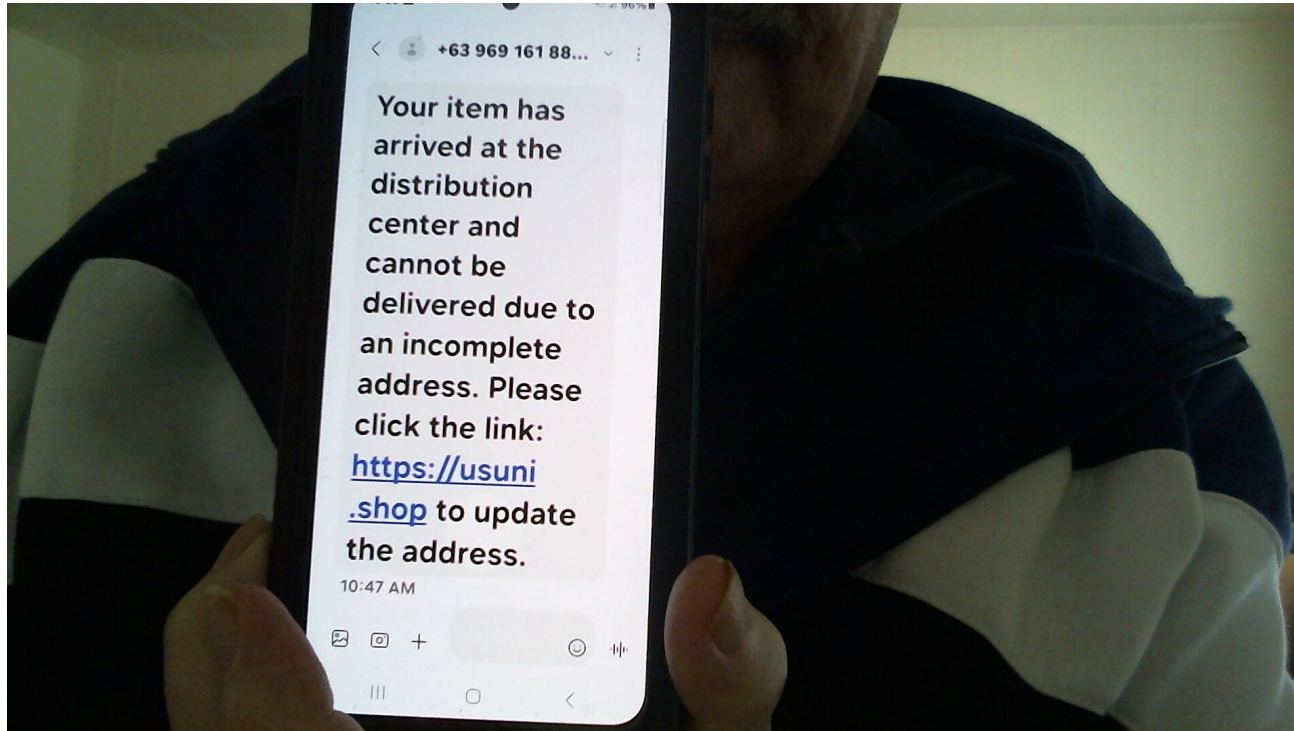 96%
+63 969 161 88...
Your item has
arrived at the
distribution
center and
cannot be
delivered due to
an incomplete
address. Please
click the link:
https://usuni
.shop to update
the address.
10:47 AM